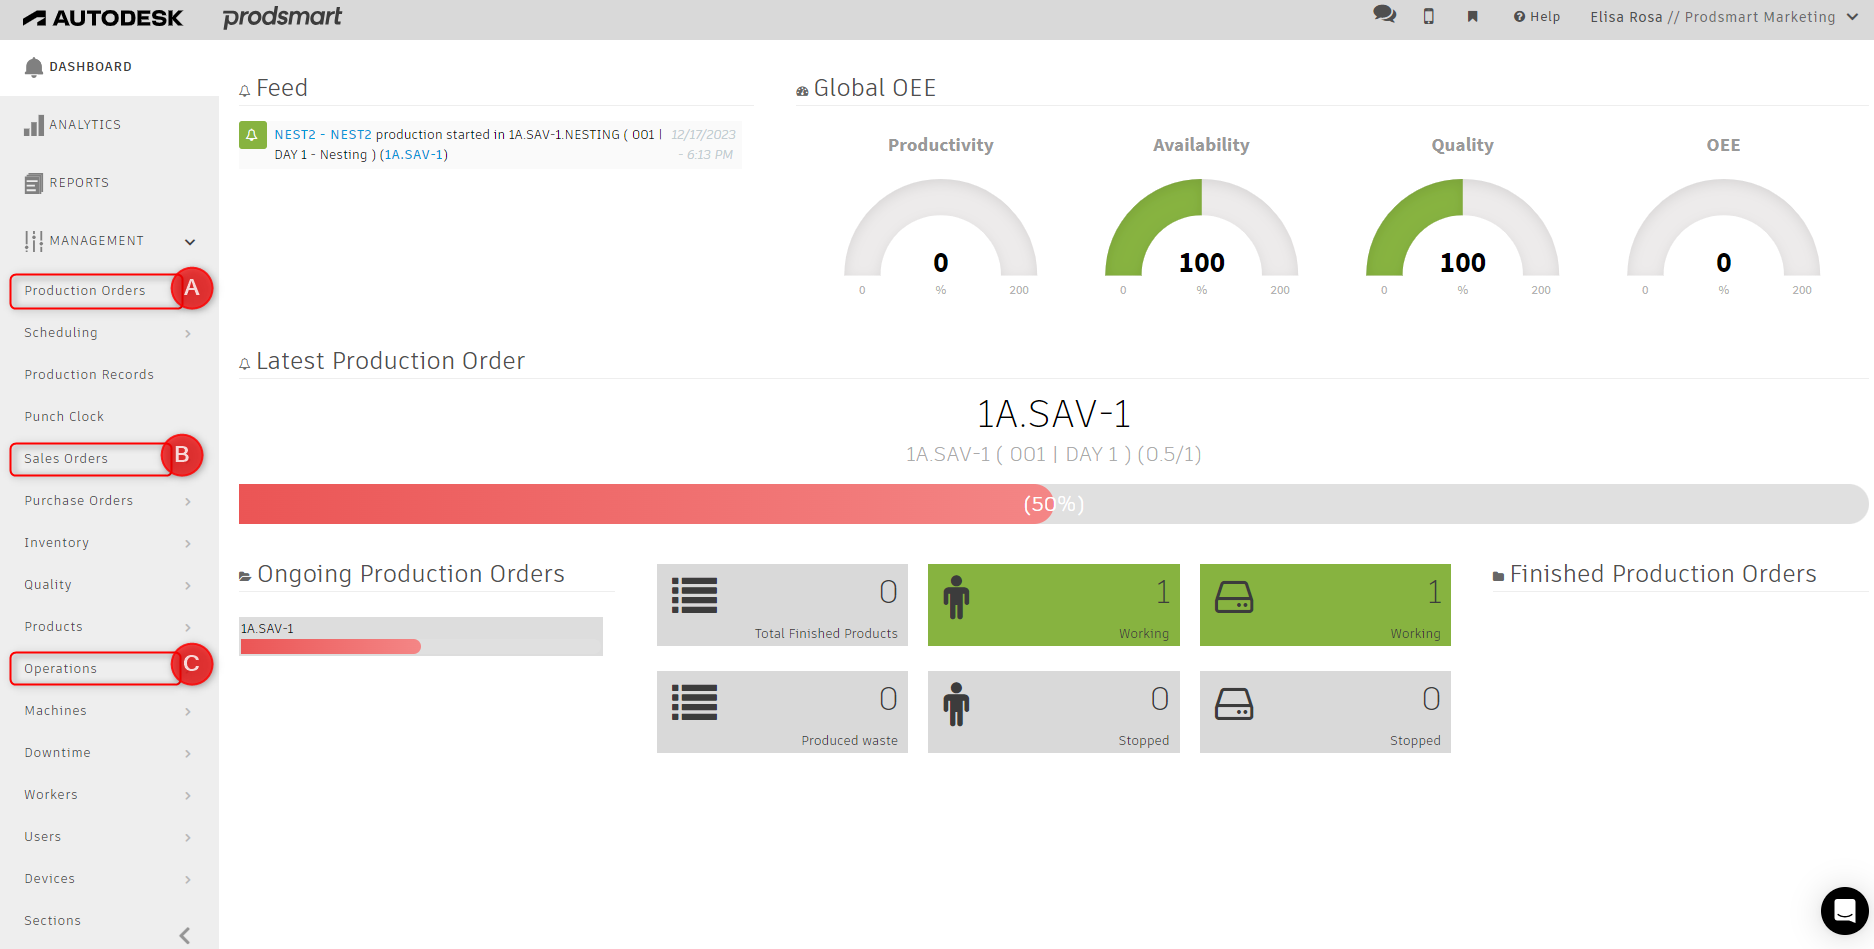 AUTODESK prodsmart
Help
Elisa Rosa // Prodsmart Marketing
DASHBOARD
ANALYTICS
REPORTS
MANAGEMENT
Production Orders
A
Scheduling
Production Records
Punch Clock
Sales Orders
B
Purchase Orders
Inventory
Quality
Products
Operations
C
Machines
Downtime
Workers
Users
Devices
Sections
Feed
NEST2 - NEST2 production started in 1A.SAV-1.NESTING ( 001 |
DAY 1 - Nesting ) (1A.SAV-1)
12/17/2023
- 6:13 PM
Global OEE
Productivity
0
0 % 200
Availability
100
0 % 200
Quality
100
0 % 200
OEE
0
0 % 200
Latest Production Order
1A.SAV-1
1A.SAV-1 ( 001 | DAY 1 ) (0.5/1)
(50%)
Ongoing Production Orders
1A.SAV-1
0
Total Finished Products
1
Working
1
Working
0
Produced waste
0
Stopped
0
Stopped
Finished Production Orders